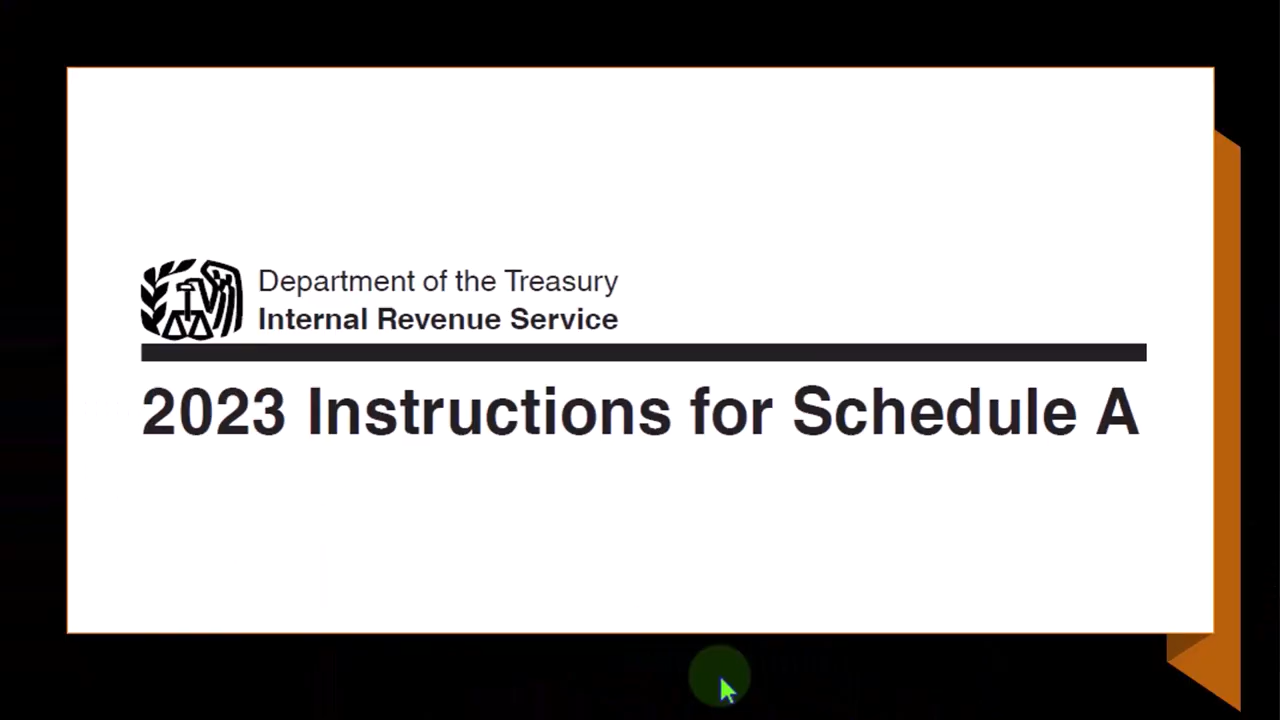 Department of the Treasury
Internal Revenue Service
2023 Instructions for Schedule A